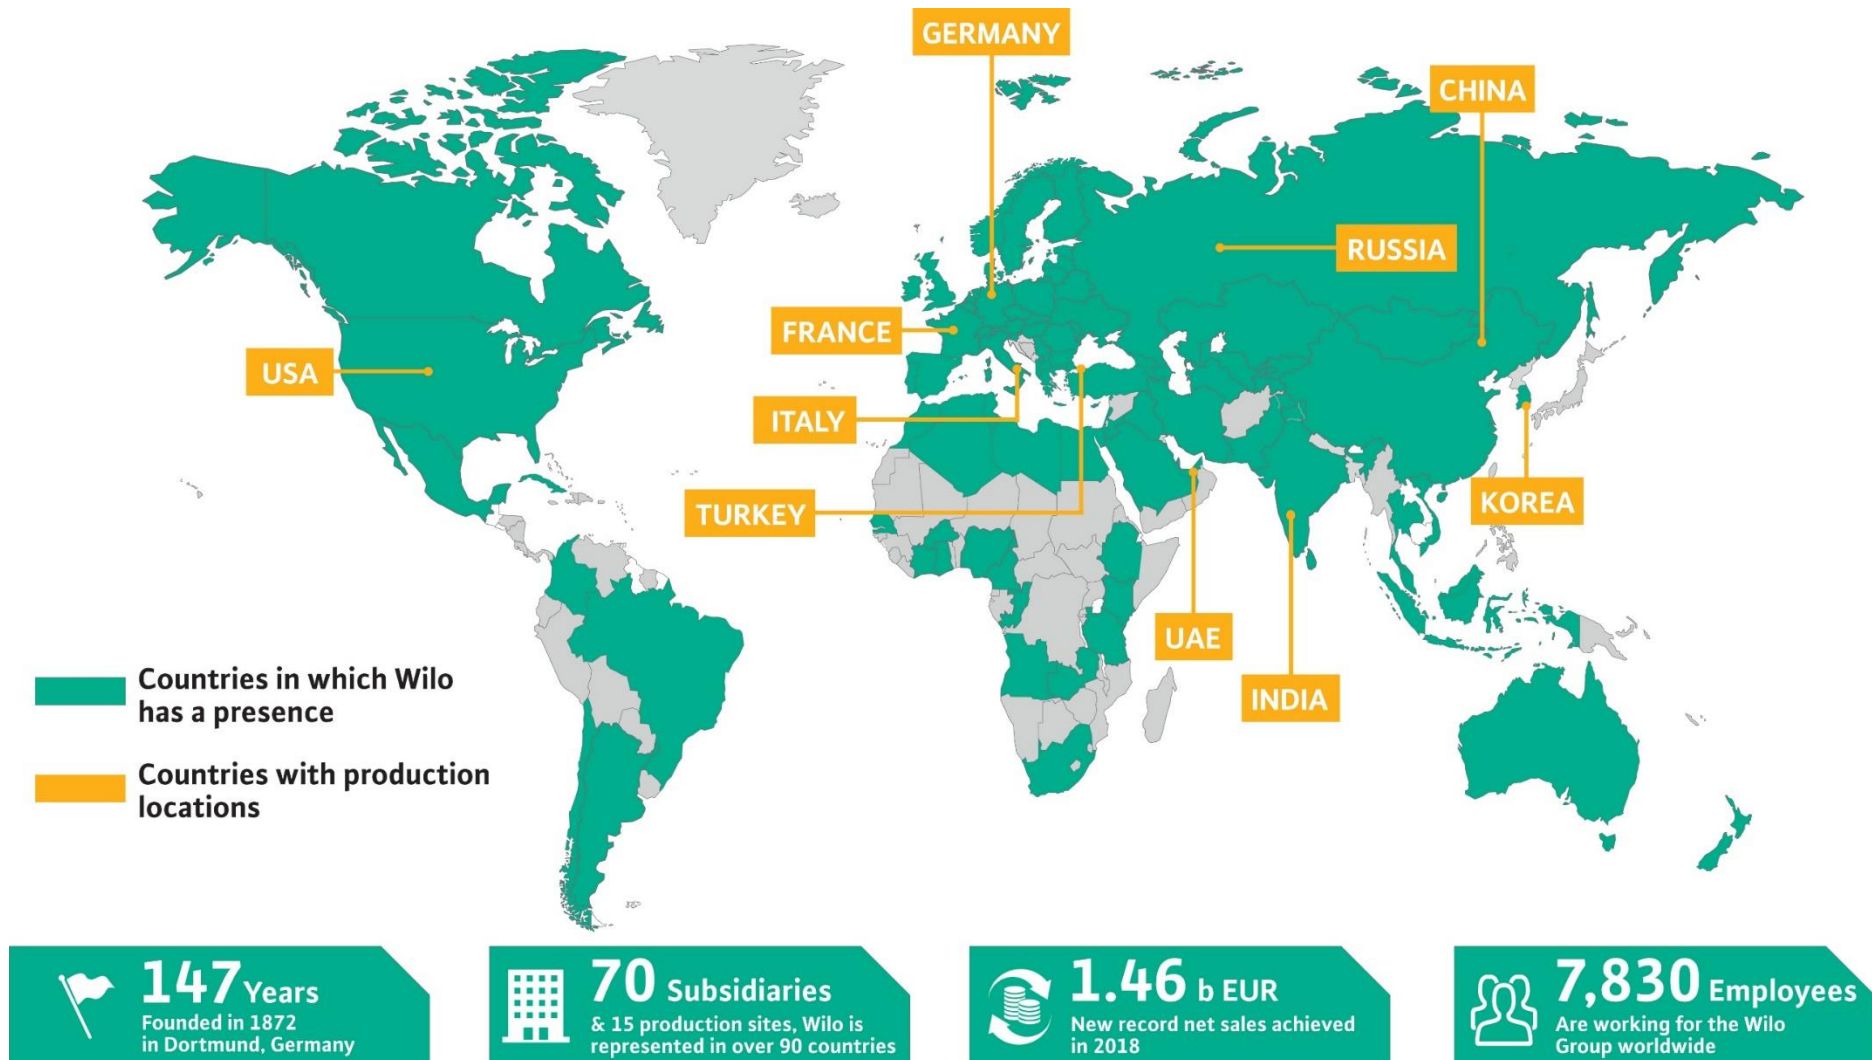 GERMANY
CHINA
RUSSIA
FRANCE
USA
ITALY
TURKEY
KOREA
UAE
INDIA
Countries in which Wilo
has a presence
Countries with production
locations
147 Years
Founded in 1872
in Dortmund, Germany
70 Subsidiaries
& 15 production sites, Wilo is
represented in over 90 countries
1.46 b EUR
New record net sales achieved
in 2018
7,830 Employees
Are working for the Wilo
Group worldwide